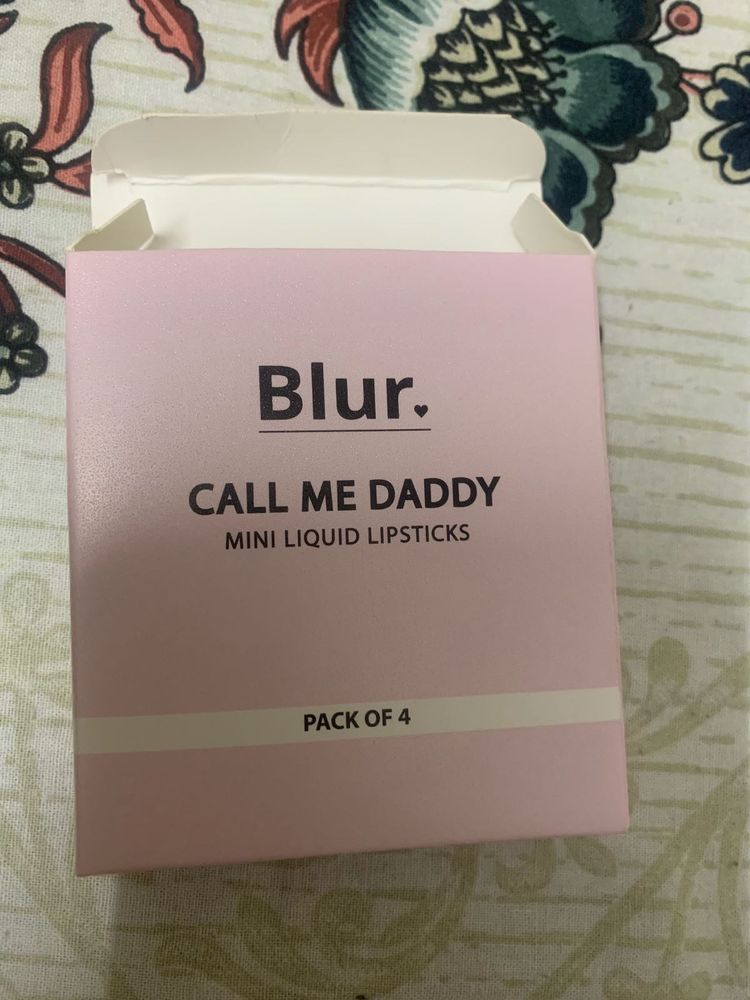 Blur.
CALL ME DADDY
MINI LIQUID LIPSTICKS
PACK OF 4